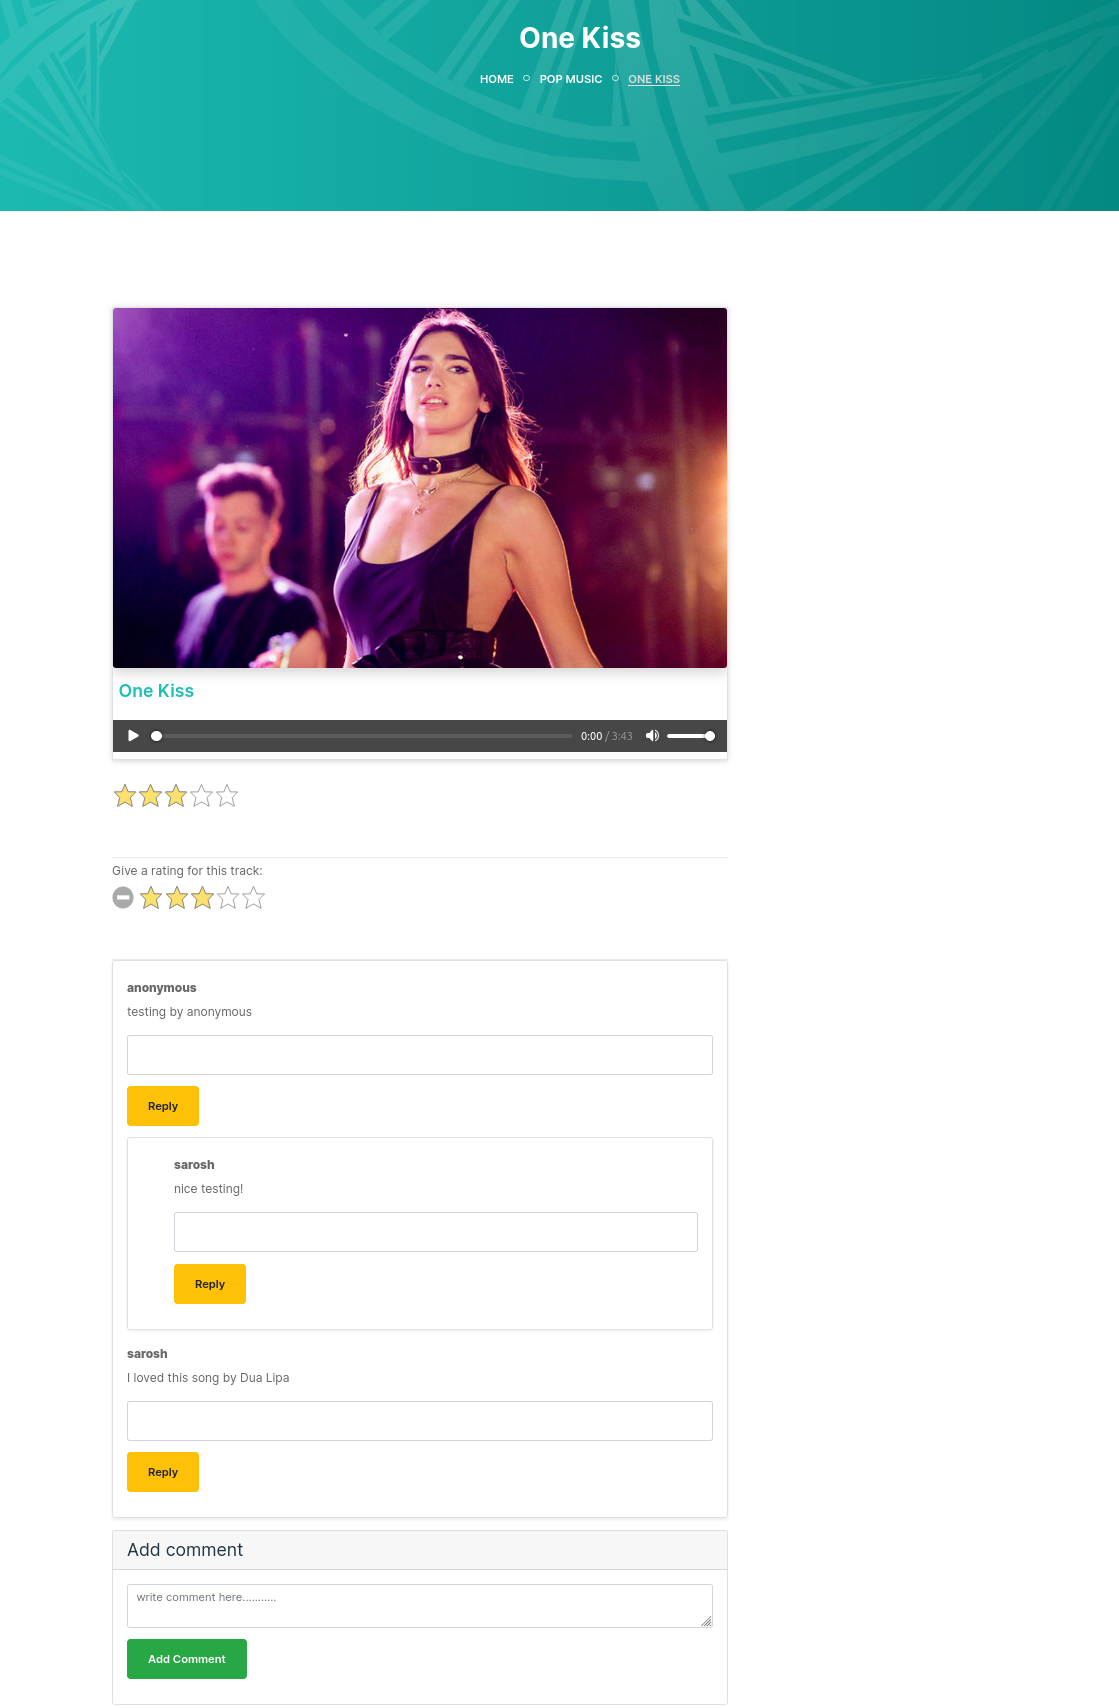 One Kiss
HOME POP MUSIC ONE KISS
One Kiss
0:00 / 3:43
Give a rating for this track:
anonymous
testing by anonymous
Reply
sarosh
nice testing!
Reply
sarosh
I loved this song by Dua Lipa
Reply
Add comment
write comment here...........
Add Comment